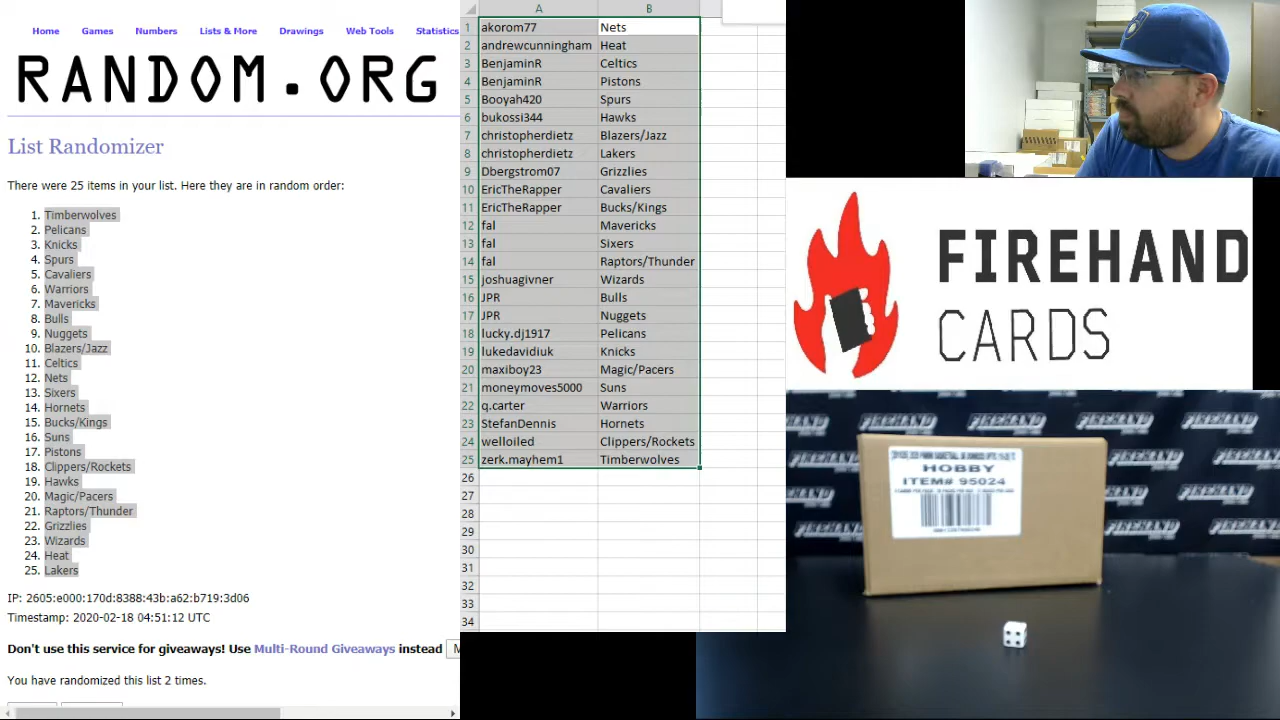 Home Games Numbers Lists & More Drawings Web Tools Statistics
RANDOM.ORG
List Randomizer
There were 25 items in your list. Here they are in random order:
1. Timberwolves
2. Pelicans
3. Knicks
4. Spurs
5. Cavaliers
6. Warriors
7. Mavericks
8. Bulls
9. Nuggets
10. Blazers/Jazz
11. Celtics
12. Nets
13. Sixers
14. Hornets
15. Bucks/Kings
16. Suns
17. Pistons
18. Clippers/Rockets
19. Hawks
20. Magic/Pacers
21. Raptors/Thunder
22. Grizzlies
23. Wizards
24. Heat
25. Lakers
IP: 2605:e000:170d:8388:43b:a62:b719:3d06
Timestamp: 2020-02-18 04:51:12 UTC
Don't use this service for giveaways! Use Multi-Round Giveaways instead
You have randomized this list 2 times.
A B
1 akorom77 Nets
2 andrewcunningham Heat
3 BenjaminR Celtics
4 BenjaminR Pistons
5 Booyah420 Spurs
6 bukossi344 Hawks
7 christopherdietz Blazers/Jazz
8 christopherdietz Lakers
9 Dbergstrom07 Grizzlies
10 EricTheRapper Cavaliers
11 EricTheRapper Bucks/Kings
12 fal Mavericks
13 fal Sixers
14 fal Raptors/Thunder
15 joshuagivner Wizards
16 JPR Bulls
17 JPR Nuggets
18 lucky.dj1917 Pelicans
19 lukedavidiuk Knicks
20 maxiboy23 Magic/Pacers
21 moneymoves5000 Suns
22 q.carter Warriors
23 StefanDennis Hornets
24 welloiled Clippers/Rockets
25 zerk.mayhem1 Timberwolves
26
27
28
29
30
31
32
33
34
FIREHAND
CARDS
HOBBY
ITEM# 95024
FIREHAND
FIREHAND
FIREHAND
FIREHAND